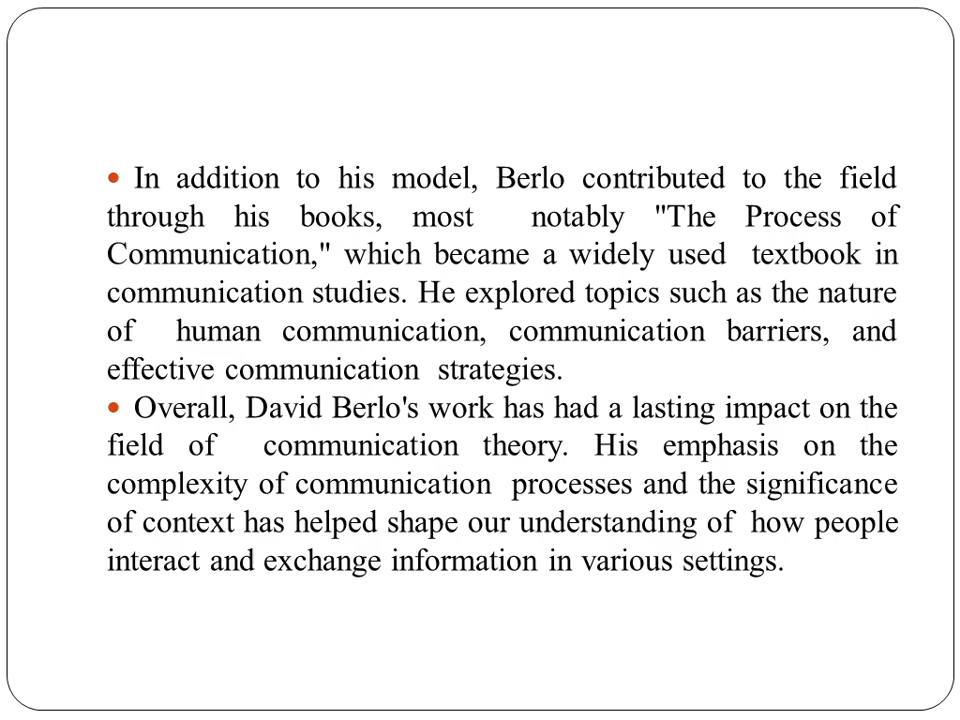 • In addition to his model, Berlo contributed to the field
through his books, most notably "The Process of
Communication," which became a widely used textbook in
communication studies. He explored topics such as the nature
of human communication, communication barriers, and
effective communication strategies.
• Overall, David Berlo's work has had a lasting impact on the
field of communication theory. His emphasis on the
complexity of communication processes and the significance
of context has helped shape our understanding of how people
interact and exchange information in various settings.